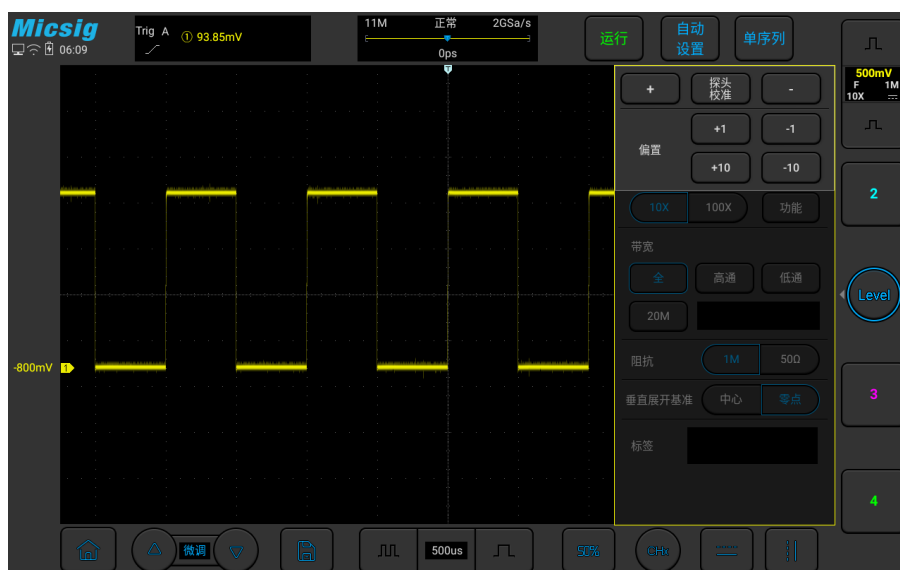 Micsig
06:09
Trig A
① 93.85mV
11M 正常 2GSa/s
0ps
运行
自动
设置
单序列
T
500mV
F 1M
10X
+
探头
校准
-
偏置
+1
-1
+10
-10
10X
100X
功能
带宽
全
高通
低通
20M
阻抗
1M
50Ω
垂直展开基准
中心
零点
标签
-800mV
1
2
Level
3
4
微调
500us
50%
CHx